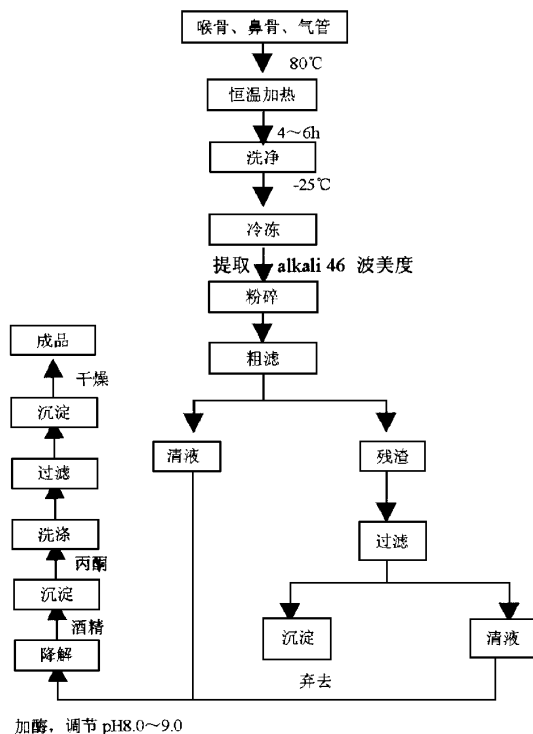 喉骨、鼻骨、气管
80℃
恒温加热
4～6h
洗净
-25℃
冷冻
提取 alkali 46 波美度
粉碎
粗滤
清液
残渣
过滤
沉淀
清液
弃去
成品
干燥
沉淀
过滤
洗涤
丙酮
沉淀
酒精
降解
加酶，调节 pH8.0～9.0